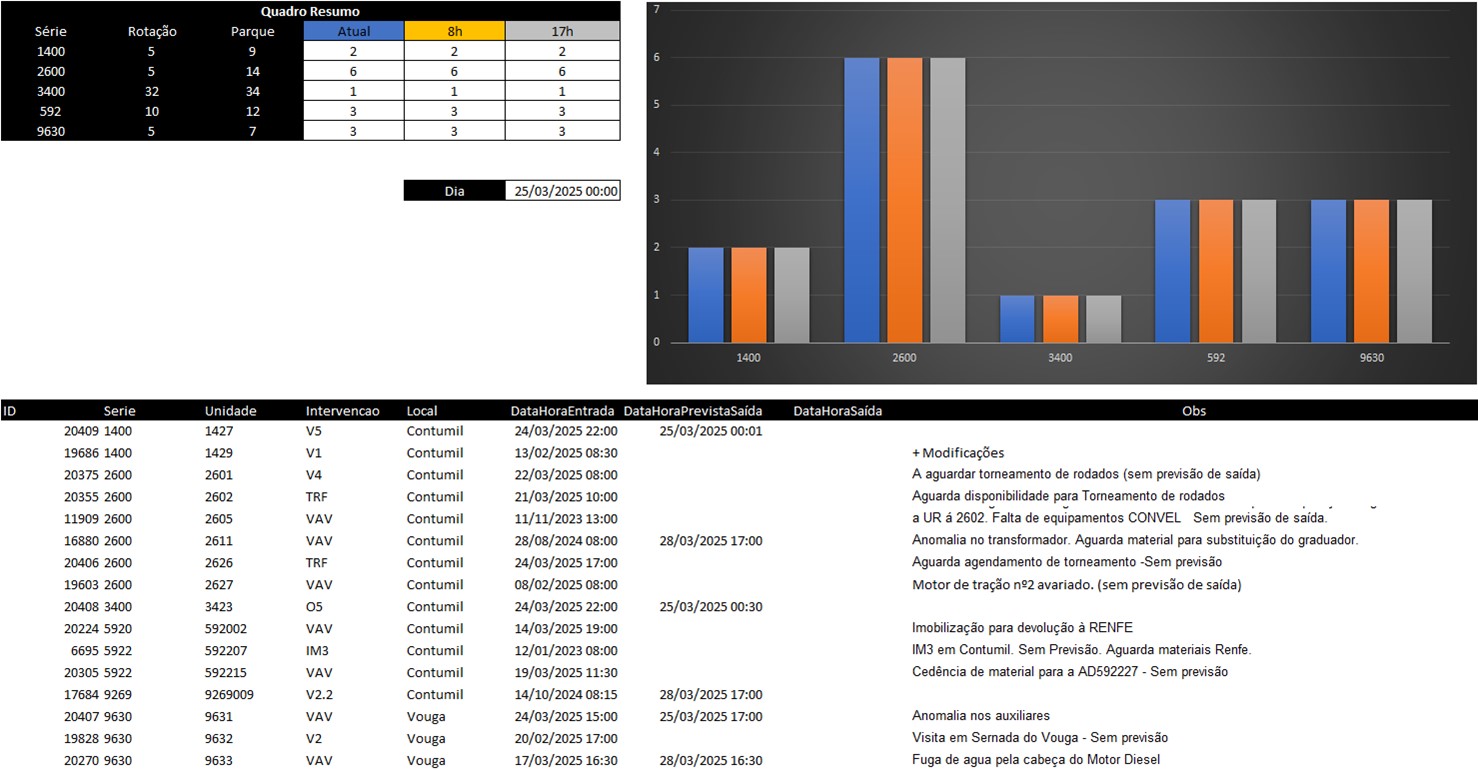 Quadro Resumo
Série Rotação Parque Atual 8h 17h
1400 5 9 2 2 2
2600 5 14 6 6 6
3400 32 34 1 1 1
592 10 12 3 3 3
9630 5 7 3 3 3
Dia 25/03/2025 00:00
7
6
5
4
3
2
1
0
1400 2600 3400 592 9630
ID Serie Unidade Intervencao Local DataHoraEntrada DataHoraPrevistaSaída DataHoraSaída Obs
20409 1400 1427 V5 Contumil 24/03/2025 22:00 25/03/2025 00:01
19686 1400 1429 V1 Contumil 13/02/2025 08:30 + Modificações
20375 2600 2601 V4 Contumil 22/03/2025 08:00 A aguardar torneamento de rodados (sem previsão de saída)
20355 2600 2602 TRF Contumil 21/03/2025 10:00 Aguarda disponibilidade para Torneamento de rodados
11909 2600 2605 VAV Contumil 11/11/2023 13:00 a UR á 2602. Falta de equipamentos CONVEL Sem previsão de saída.
16880 2600 2611 VAV Contumil 28/08/2024 08:00 28/03/2025 17:00 Anomalia no transformador. Aguarda material para substituição do graduador.
20406 2600 2626 TRF Contumil 24/03/2025 17:00 Aguarda agendamento de torneamento -Sem previsão
19603 2600 2627 VAV Contumil 08/02/2025 08:00 Motor de tração nº2 avariado. (sem previsão de saída)
20408 3400 3423 O5 Contumil 24/03/2025 22:00 25/03/2025 00:30
20224 5920 592002 VAV Contumil 14/03/2025 19:00 Imobilização para devolução à RENFE
6695 5922 592207 IM3 Contumil 12/01/2023 08:00 IM3 em Contumil. Sem Previsão. Aguarda materiais Renfe.
20305 5922 592215 VAV Contumil 19/03/2025 11:30 Cedência de material para a AD592227 - Sem previsão
17684 9269 9269009 V2.2 Contumil 14/10/2024 08:15 28/03/2025 17:00
20407 9630 9631 VAV Vouga 24/03/2025 15:00 25/03/2025 17:00 Anomalia nos auxiliares
19828 9630 9632 V2 Vouga 20/02/2025 17:00 Visita em Sernada do Vouga - Sem previsão
20270 9630 9633 VAV Vouga 17/03/2025 16:30 28/03/2025 16:30 Fuga de agua pela cabeça do Motor Diesel